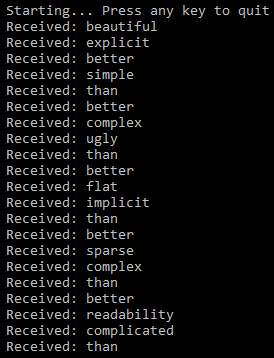 Starting... Press any key to quit
Received: beautiful
Received: explicit
Received: better
Received: simple
Received: than
Received: better
Received: complex
Received: ugly
Received: than
Received: better
Received: flat
Received: implicit
Received: than
Received: better
Received: sparse
Received: complex
Received: than
Received: better
Received: readability
Received: complicated
Received: than